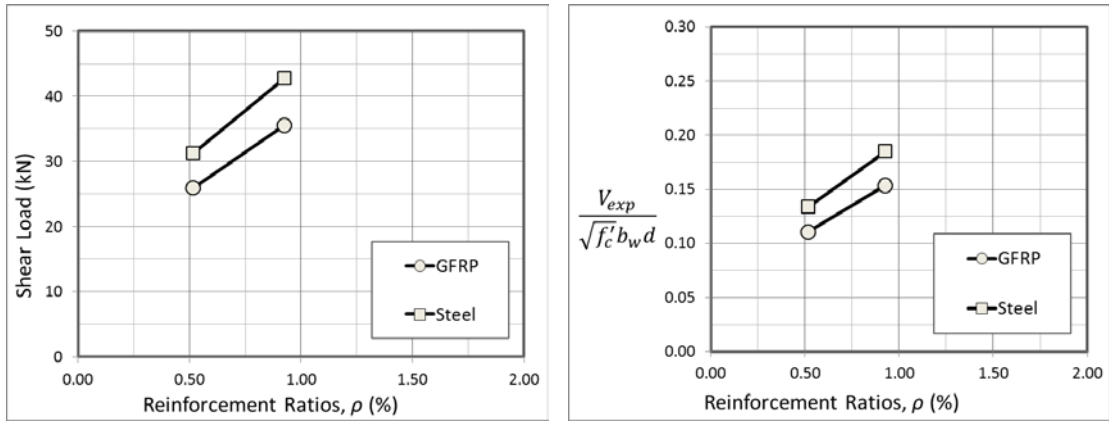 50
40
30
20
10
0
Shear Load (kN)
GFRP
Steel
0.00 0.50 1.00 1.50 2.00
Reinforcement Ratios, ρ (%)
0.30
0.25
0.20
0.15
0.10
0.05
0.00
V_exp
√f'_c b_w d
GFRP
Steel
0.00 0.50 1.00 1.50 2.00
Reinforcement Ratios, ρ (%)